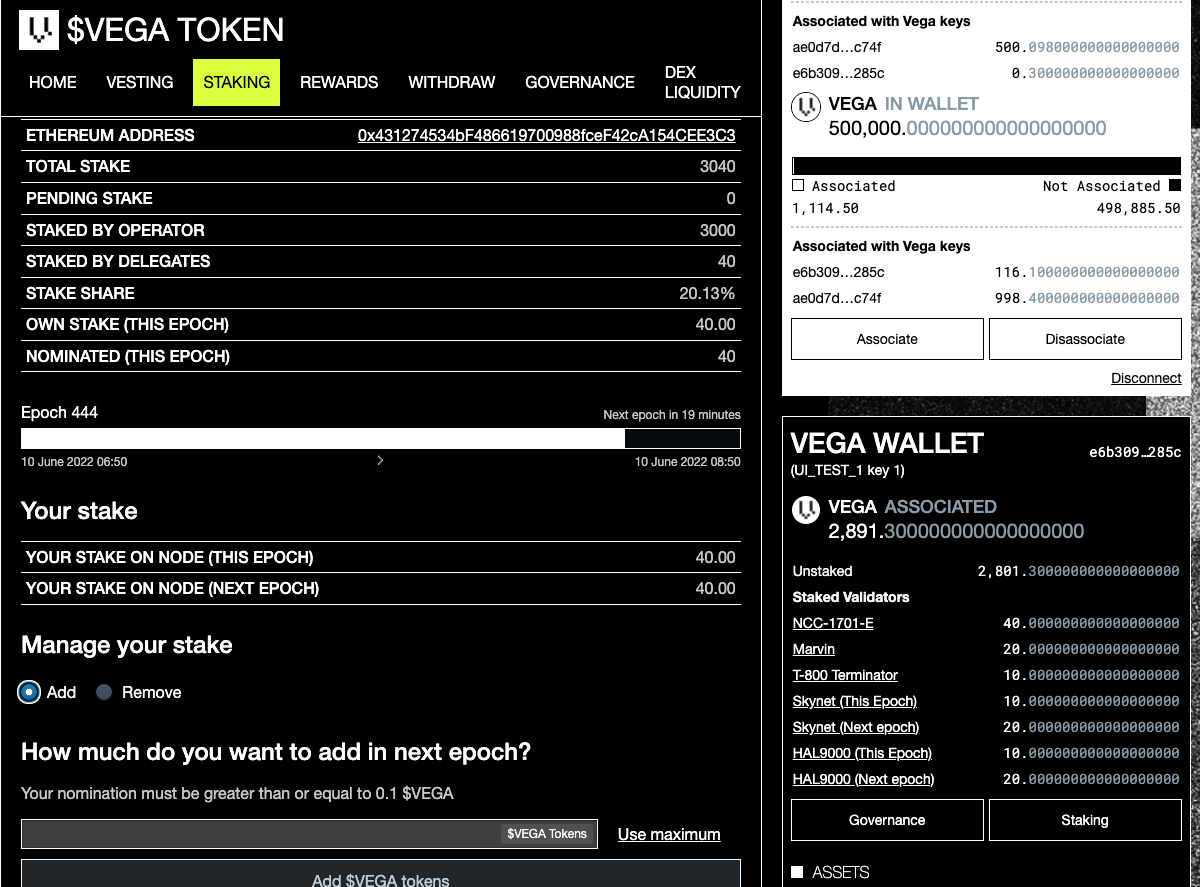 $VEGA TOKEN
HOME VESTING STAKING REWARDS WITHDRAW GOVERNANCE DEX LIQUIDITY
ETHEREUM ADDRESS 0x431274534bF486619700988fceF42cA154CEE3C3
TOTAL STAKE 3040
PENDING STAKE 0
STAKED BY OPERATOR 3000
STAKED BY DELEGATES 40
STAKE SHARE 20.13%
OWN STAKE (THIS EPOCH) 40.00
NOMINATED (THIS EPOCH) 40
Epoch 444 Next epoch in 19 minutes
10 June 2022 06:50 10 June 2022 08:50
Your stake
YOUR STAKE ON NODE (THIS EPOCH) 40.00
YOUR STAKE ON NODE (NEXT EPOCH) 40.00
Manage your stake
Add Remove
How much do you want to add in next epoch?
Your nomination must be greater than or equal to 0.1 $VEGA
$VEGA Tokens Use maximum
Add $VEGA tokens
Associated with Vega keys
ae0d7d…c74f 500.098000000000000000
e6b309…285c 0.300000000000000000
VEGA IN WALLET
500,000.000000000000000000
Associated Not Associated
1,114.50 498,885.50
Associated with Vega keys
e6b309…285c 116.100000000000000000
ae0d7d…c74f 998.400000000000000000
Associate Disassociate
Disconnect
VEGA WALLET e6b309…285c
(UI_TEST_1 key 1)
VEGA ASSOCIATED
2,891.300000000000000000
Unstaked 2,801.300000000000000000
Staked Validators
NCC-1701-E 40.000000000000000000
Marvin 20.000000000000000000
T-800 Terminator 10.000000000000000000
Skynet (This Epoch) 10.000000000000000000
Skynet (Next epoch) 20.000000000000000000
HAL9000 (This Epoch) 10.000000000000000000
HAL9000 (Next epoch) 20.000000000000000000
Governance Staking
ASSETS